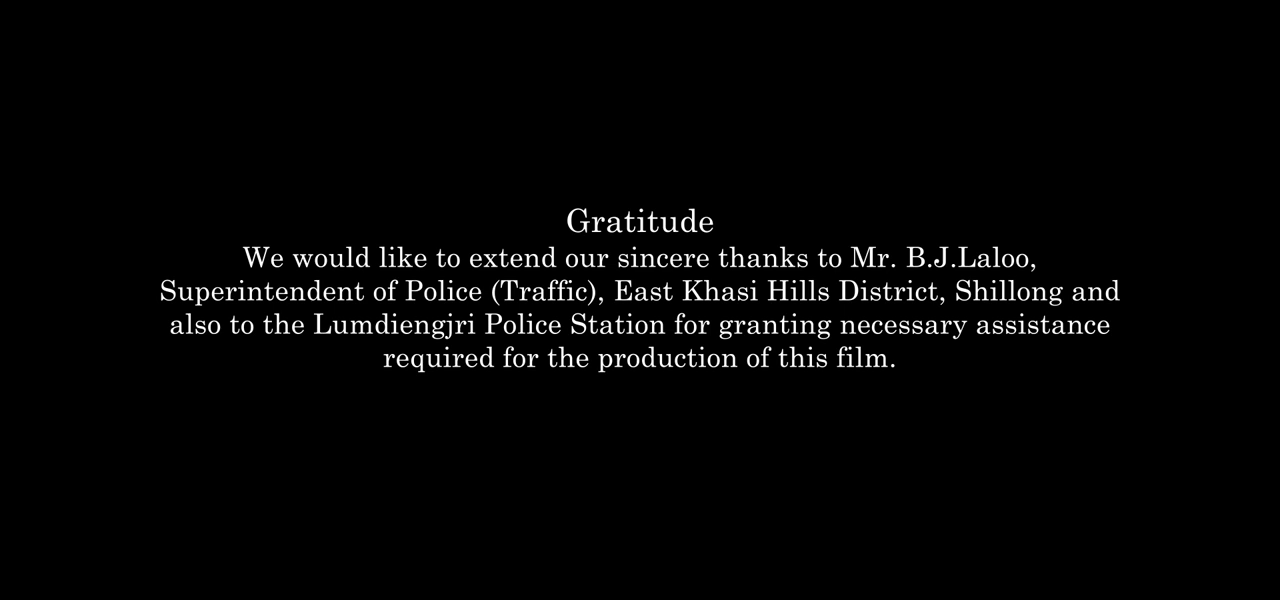 Gratitude
We would like to extend our sincere thanks to Mr. B.J.Laloo,
Superintendent of Police (Traffic), East Khasi Hills District, Shillong and
also to the Lumdiengjri Police Station for granting necessary assistance
required for the production of this film.